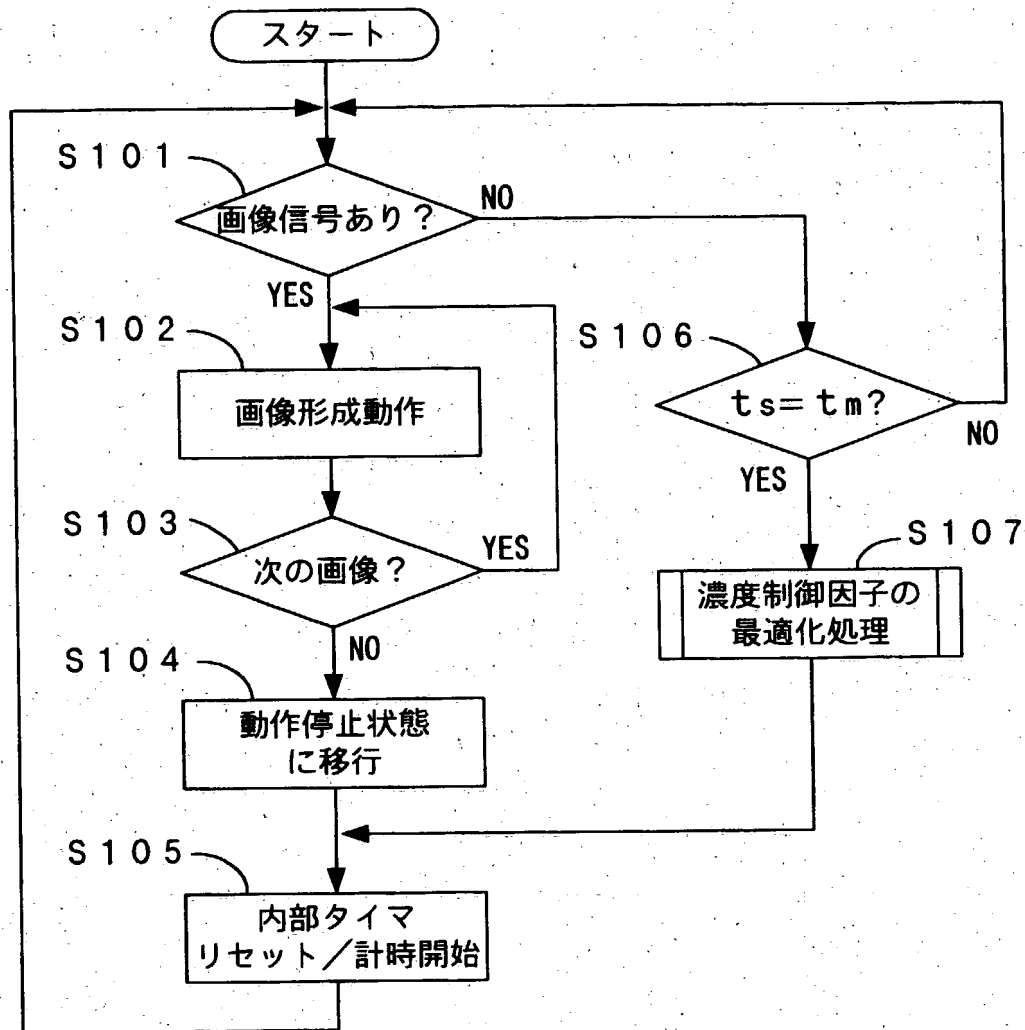 スタート
S101
画像信号あり？
NO
YES
S102
画像形成動作
S103
次の画像？
YES
NO
S104
動作停止状態
に移行
S105
内部タイマ
リセット／計時開始
S106
ts=tm?
NO
YES
S107
濃度制御因子の
最適化処理